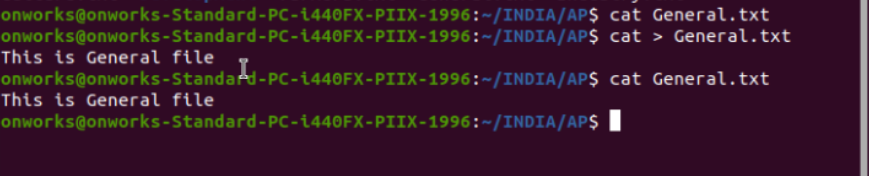 onworks@onworks-Standard-PC-i440FX-PIIX-1996:~/INDIA/AP$ cat General.txt
onworks@onworks-Standard-PC-i440FX-PIIX-1996:~/INDIA/AP$ cat > General.txt
This is General file
onworks@onworks-Standard-PC-i440FX-PIIX-1996:~/INDIA/AP$ cat General.txt
This is General file
onworks@onworks-Standard-PC-i440FX-PIIX-1996:~/INDIA/AP$